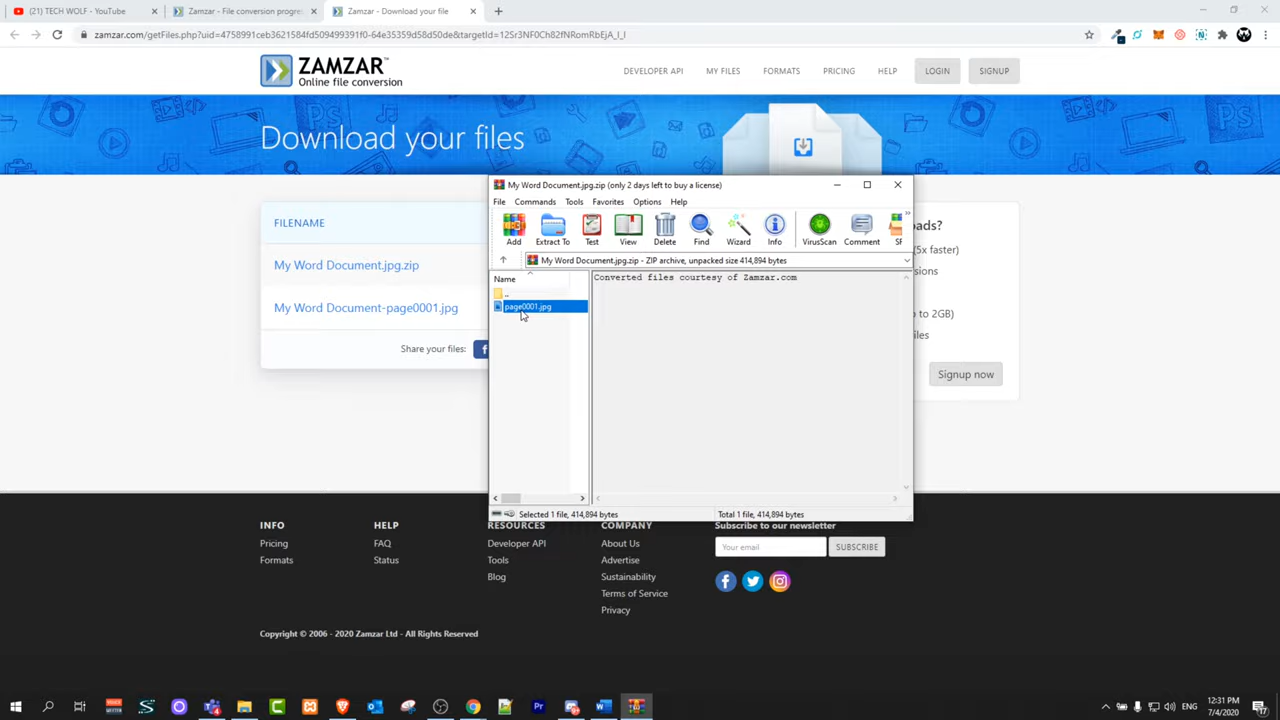 (21) TECH WOLF - YouTube
Zamzar - File conversion progre
Zamzar - Download your file
zamzar.com/getFiles.php?uid=4758991ceb3621584fd509499391f0-64e35359d58d50de&targetId=12Sr3NF0Ch82fNRomRbEjA_l_l
ZAMZAR™
Online file conversion
DEVELOPER API
MY FILES
FORMATS
PRICING
HELP
LOGIN
SIGNUP
Download your files
FILENAME
My Word Document.jpg.zip
My Word Document-page0001.jpg
Share your files:
My Word Document.jpg.zip (only 2 days left to buy a license)
File Commands Tools Favorites Options Help
Add Extract To Test View Delete Find Wizard Info VirusScan Comment SF
My Word Document.jpg.zip - ZIP archive, unpacked size 414,894 bytes
Name
..
page0001.jpg
Converted files courtesy of Zamzar.com
Selected 1 file, 414,894 bytes
Total 1 file, 414,894 bytes
ads?
(5x faster)
rsions
to 2GB)
iles
Signup now
INFO
Pricing
Formats
HELP
FAQ
Status
RESOURCES
Developer API
Tools
Blog
COMPANY
About Us
Advertise
Sustainability
Terms of Service
Privacy
Subscribe to our newsletter
Your email
SUBSCRIBE
Copyright © 2006 - 2020 Zamzar Ltd - All Rights Reserved
ENG
12:31 PM
7/4/2020
17